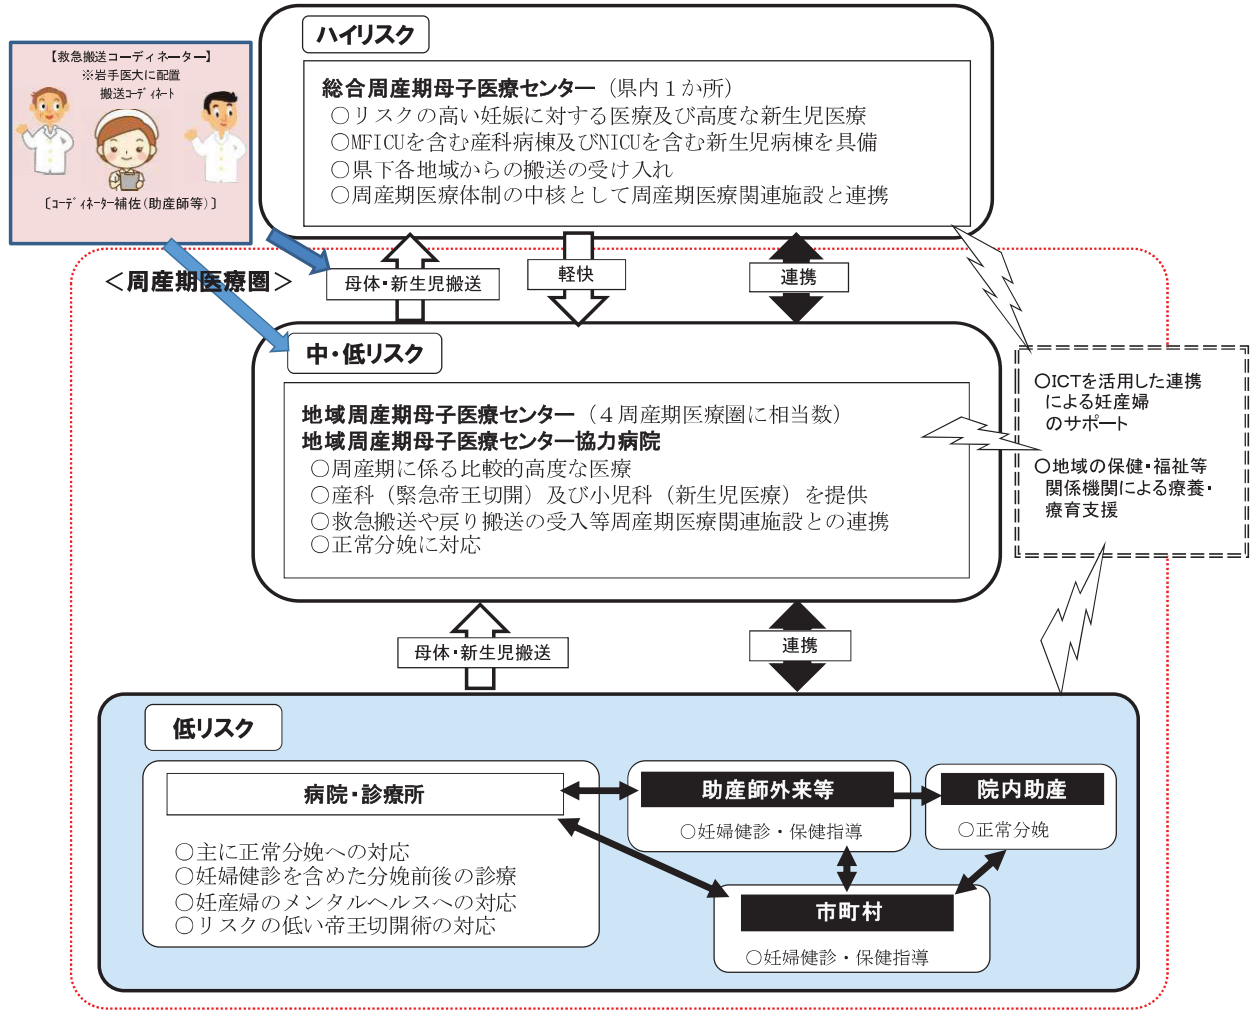 【救急搬送コーディネーター】
※岩手医大に配置
搬送ｺｰﾃﾞｨﾈｰﾄ
〔ｺｰﾃﾞｨﾈｰﾀｰ補佐(助産師等)〕
ハイリスク
総合周産期母子医療センター（県内１か所）
○リスクの高い妊娠に対する医療及び高度な新生児医療
○MFICUを含む産科病棟及びNICUを含む新生児病棟を具備
○県下各地域からの搬送の受け入れ
○周産期医療体制の中核として周産期医療関連施設と連携
＜周産期医療圏＞
母体・新生児搬送
軽快
連携
中・低リスク
地域周産期母子医療センター（４周産期医療圏に相当数）
地域周産期母子医療センター協力病院
○周産期に係る比較的高度な医療
○産科（緊急帝王切開）及び小児科（新生児医療）を提供
○救急搬送や戻り搬送の受入等周産期医療関連施設との連携
○正常分娩に対応
○ICTを活用した連携
による妊産婦
のサポート
○地域の保健・福祉等
関係機関による療養・
療育支援
母体・新生児搬送
連携
低リスク
病院・診療所
○主に正常分娩への対応
○妊婦健診を含めた分娩前後の診療
○妊産婦のメンタルヘルスへの対応
○リスクの低い帝王切開術の対応
助産師外来等
○妊婦健診・保健指導
院内助産
○正常分娩
市町村
○妊婦健診・保健指導